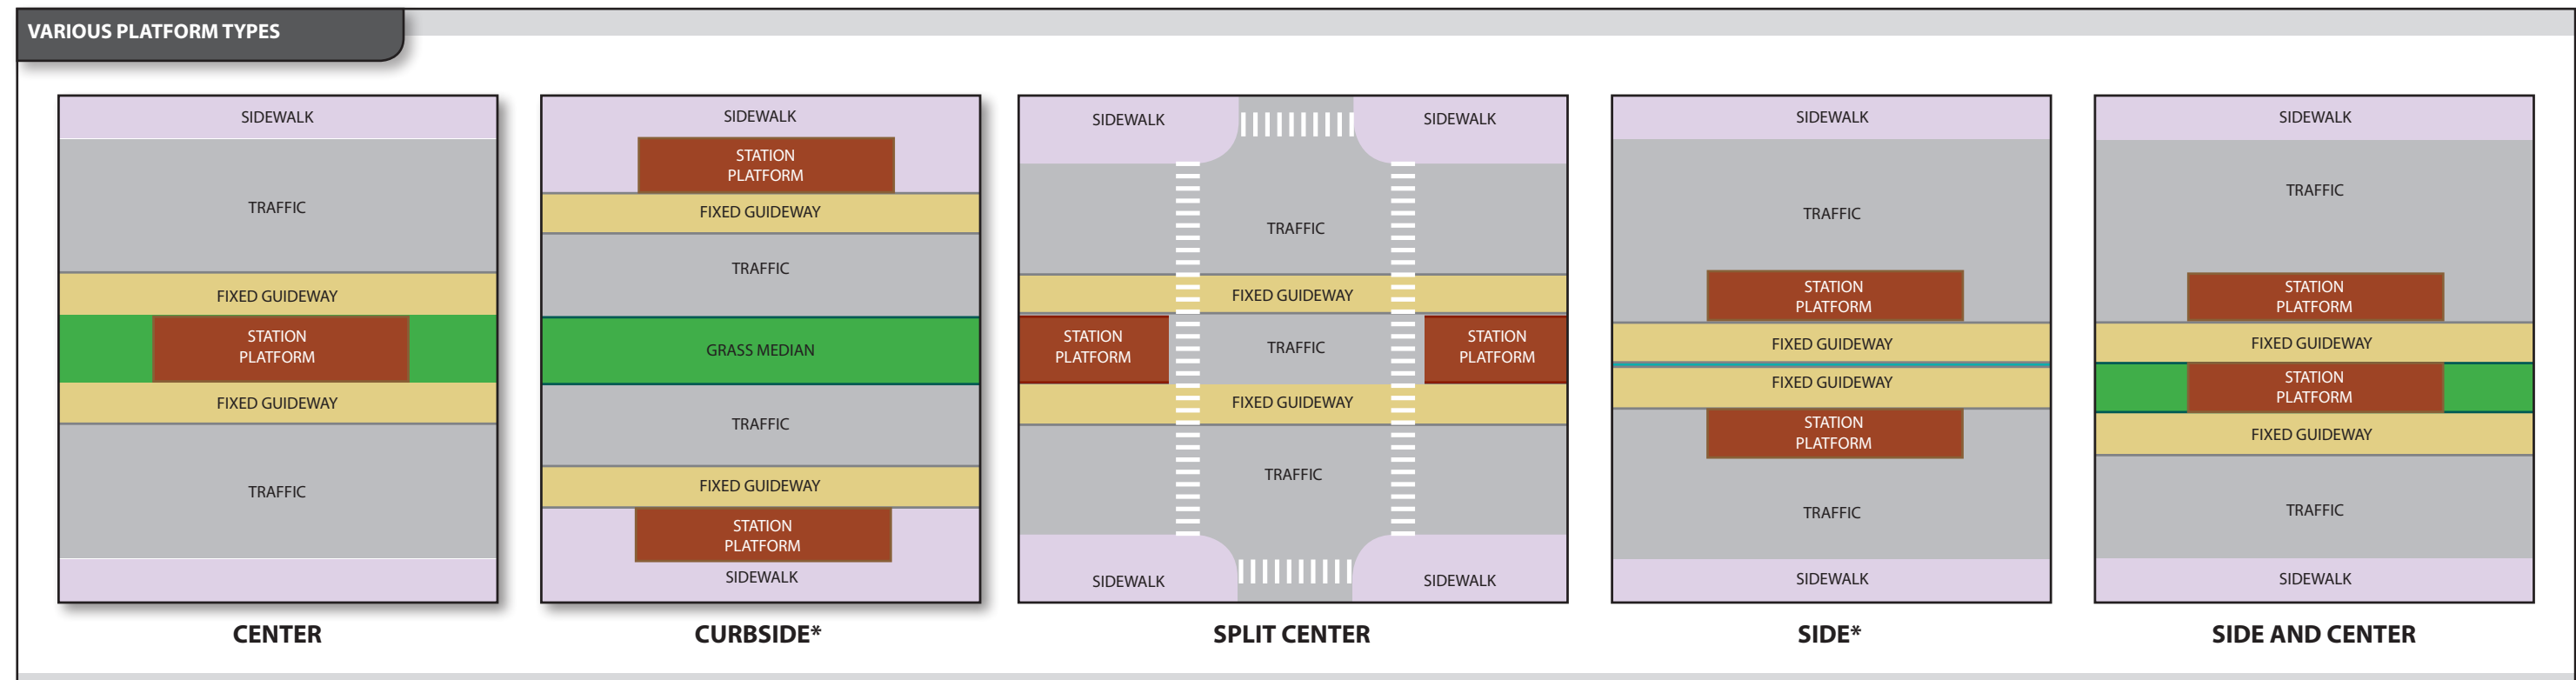 VARIOUS PLATFORM TYPES
SIDEWALK
TRAFFIC
FIXED GUIDEWAY
STATION
PLATFORM
FIXED GUIDEWAY
TRAFFIC
CENTER
SIDEWALK
STATION
PLATFORM
FIXED GUIDEWAY
TRAFFIC
GRASS MEDIAN
TRAFFIC
FIXED GUIDEWAY
STATION
PLATFORM
SIDEWALK
CURBSIDE*
SIDEWALK
SIDEWALK
TRAFFIC
FIXED GUIDEWAY
STATION
PLATFORM
TRAFFIC
STATION
PLATFORM
FIXED GUIDEWAY
TRAFFIC
SIDEWALK
SIDEWALK
SPLIT CENTER
SIDEWALK
TRAFFIC
STATION
PLATFORM
FIXED GUIDEWAY
FIXED GUIDEWAY
STATION
PLATFORM
TRAFFIC
SIDEWALK
SIDE*
SIDEWALK
TRAFFIC
STATION
PLATFORM
FIXED GUIDEWAY
STATION
PLATFORM
FIXED GUIDEWAY
TRAFFIC
SIDEWALK
SIDE AND CENTER